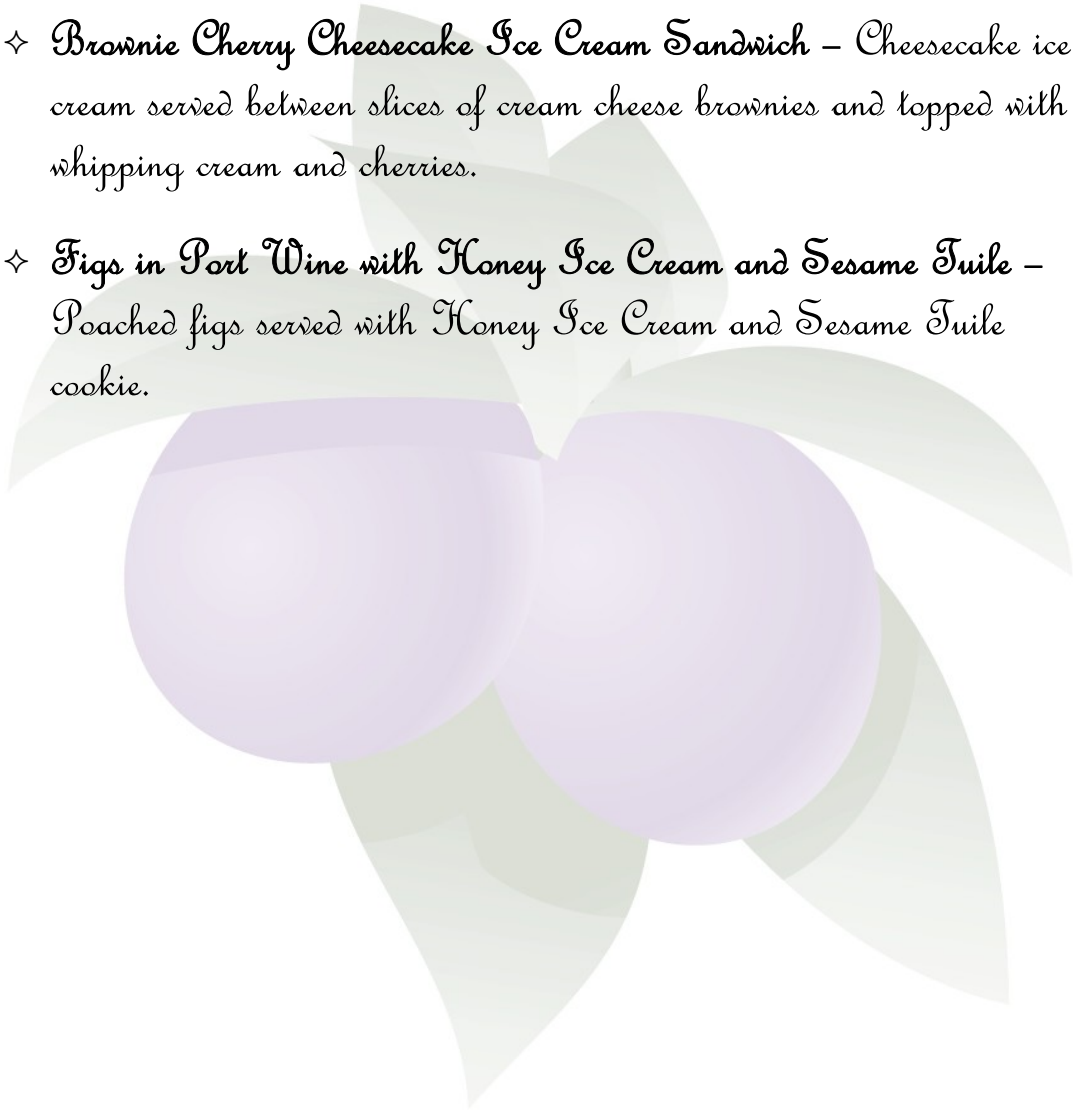 ✧ Brownie Cherry Cheesecake Ice Cream Sandwich – Cheesecake ice
cream served between slices of cream cheese brownies and topped with
whipping cream and cherries.
✧ Figs in Port Wine with Honey Ice Cream and Sesame Tuile –
Poached figs served with Honey Ice Cream and Sesame Tuile
cookie.